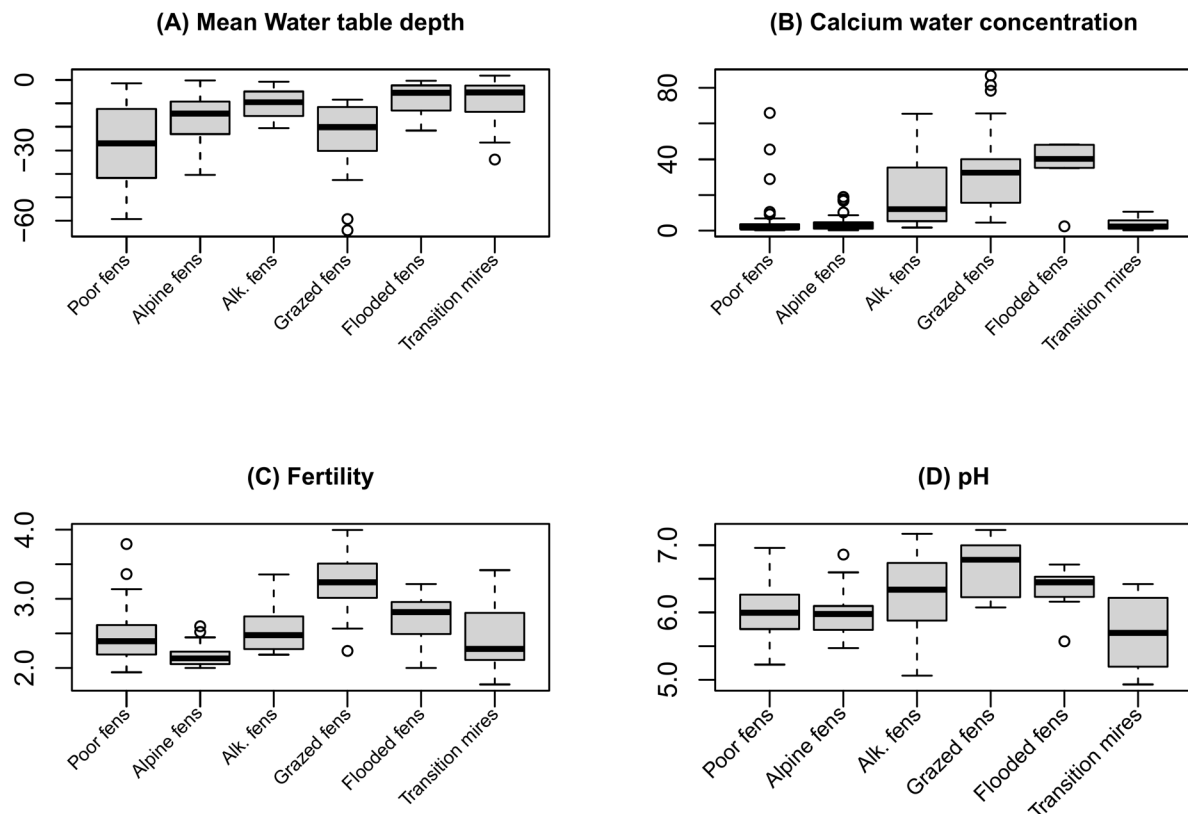 (A) Mean Water table depth
0
−30
−60
Poor fens
Alpine fens
Alk. fens
Grazed fens
Flooded fens
Transition mires
(B) Calcium water concentration
80
40
0
Poor fens
Alpine fens
Alk. fens
Grazed fens
Flooded fens
Transition mires
(C) Fertility
4.0
3.0
2.0
Poor fens
Alpine fens
Alk. fens
Grazed fens
Flooded fens
Transition mires
(D) pH
7.0
6.0
5.0
Poor fens
Alpine fens
Alk. fens
Grazed fens
Flooded fens
Transition mires